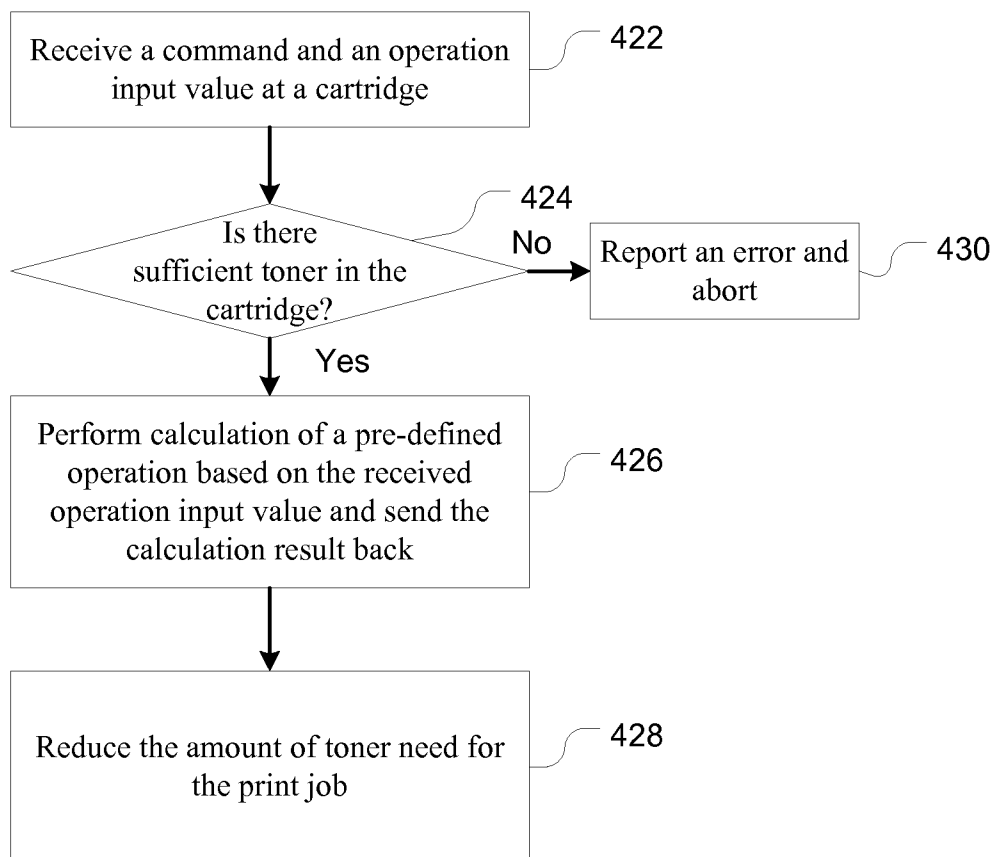 Receive a command and an operation
input value at a cartridge
422
424
Is there
sufficient toner in the
cartridge?
No
Report an error and
abort
430
Yes
Perform calculation of a pre-defined
operation based on the received
operation input value and send the
calculation result back
426
Reduce the amount of toner need for
the print job
428